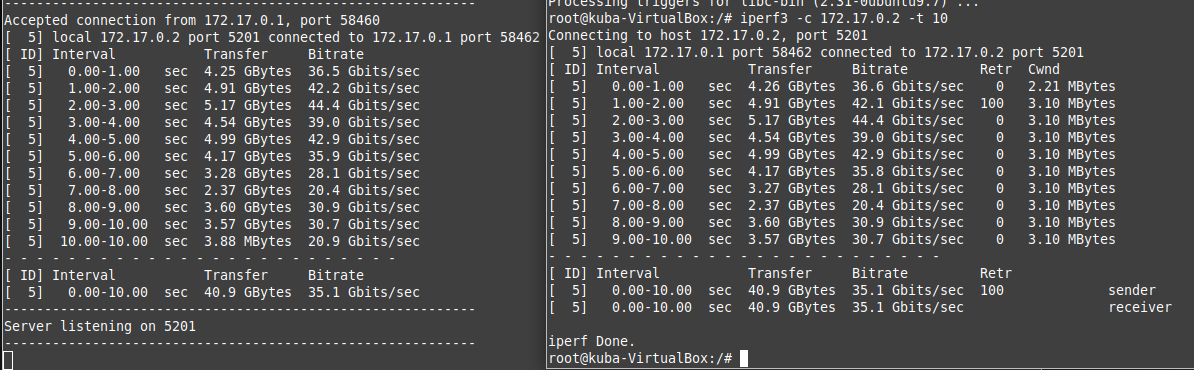 -----------------------------------------------------------
Accepted connection from 172.17.0.1, port 58460
[  5] local 172.17.0.2 port 5201 connected to 172.17.0.1 port 58462
[ ID] Interval           Transfer     Bitrate
[  5]   0.00-1.00   sec  4.25 GBytes  36.5 Gbits/sec
[  5]   1.00-2.00   sec  4.91 GBytes  42.2 Gbits/sec
[  5]   2.00-3.00   sec  5.17 GBytes  44.4 Gbits/sec
[  5]   3.00-4.00   sec  4.54 GBytes  39.0 Gbits/sec
[  5]   4.00-5.00   sec  4.99 GBytes  42.9 Gbits/sec
[  5]   5.00-6.00   sec  4.17 GBytes  35.9 Gbits/sec
[  5]   6.00-7.00   sec  3.28 GBytes  28.1 Gbits/sec
[  5]   7.00-8.00   sec  2.37 GBytes  20.4 Gbits/sec
[  5]   8.00-9.00   sec  3.60 GBytes  30.9 Gbits/sec
[  5]   9.00-10.00  sec  3.57 GBytes  30.7 Gbits/sec
[  5]  10.00-10.00  sec  3.88 MBytes  20.9 Gbits/sec
- - - - - - - - - - - - - - - - - - - - - - - - -
[ ID] Interval           Transfer     Bitrate
[  5]   0.00-10.00  sec  40.9 GBytes  35.1 Gbits/sec
-----------------------------------------------------------
Server listening on 5201
-----------------------------------------------------------
Processing triggers for libc-bin (2.31-0ubuntu9.7) ...
root@kuba-VirtualBox:/# iperf3 -c 172.17.0.2 -t 10
Connecting to host 172.17.0.2, port 5201
[  5] local 172.17.0.1 port 58462 connected to 172.17.0.2 port 5201
[ ID] Interval           Transfer     Bitrate         Retr  Cwnd
[  5]   0.00-1.00   sec  4.26 GBytes  36.6 Gbits/sec    0   2.21 MBytes
[  5]   1.00-2.00   sec  4.91 GBytes  42.1 Gbits/sec  100   3.10 MBytes
[  5]   2.00-3.00   sec  5.17 GBytes  44.4 Gbits/sec    0   3.10 MBytes
[  5]   3.00-4.00   sec  4.54 GBytes  39.0 Gbits/sec    0   3.10 MBytes
[  5]   4.00-5.00   sec  4.99 GBytes  42.9 Gbits/sec    0   3.10 MBytes
[  5]   5.00-6.00   sec  4.17 GBytes  35.8 Gbits/sec    0   3.10 MBytes
[  5]   6.00-7.00   sec  3.27 GBytes  28.1 Gbits/sec    0   3.10 MBytes
[  5]   7.00-8.00   sec  2.37 GBytes  20.4 Gbits/sec    0   3.10 MBytes
[  5]   8.00-9.00   sec  3.60 GBytes  30.9 Gbits/sec    0   3.10 MBytes
[  5]   9.00-10.00  sec  3.57 GBytes  30.7 Gbits/sec    0   3.10 MBytes
- - - - - - - - - - - - - - - - - - - - - - - - -
[ ID] Interval           Transfer     Bitrate         Retr
[  5]   0.00-10.00  sec  40.9 GBytes  35.1 Gbits/sec  100             sender
[  5]   0.00-10.00  sec  40.9 GBytes  35.1 Gbits/sec                  receiver
iperf Done.
root@kuba-VirtualBox:/#